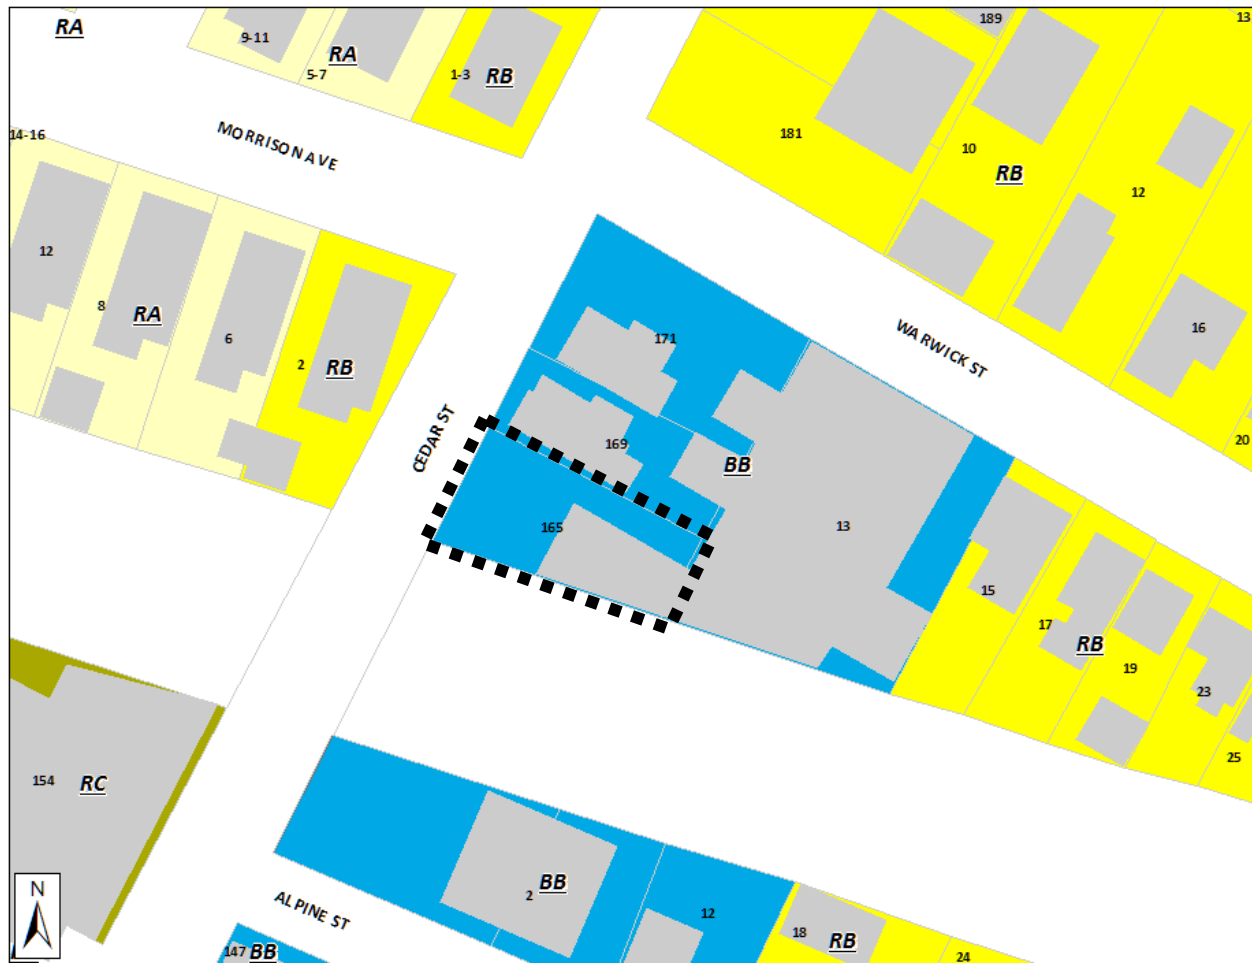 RA
9-11
RA
5-7
1-3
RB
189
13
181
10
RB
12
MORRISON AVE
14-16
12
8
RA
6
2
RB
16
WARWICK ST
20
171
CEDAR ST
169
BB
165
13
15
17
RB
19
23
25
154
RC
N
BB
2
12
ALPINE ST
18
RB
24
147
BB